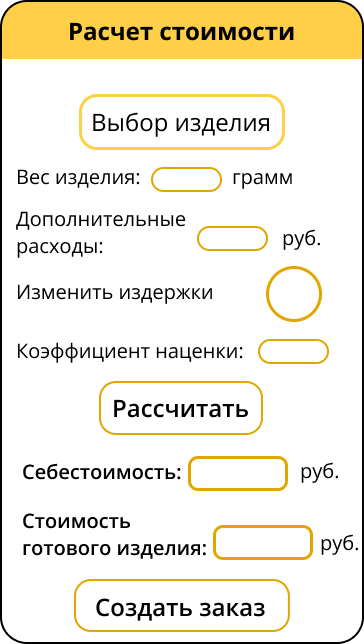 Расчет стоимости
Выбор изделия
Вес изделия: грамм
Дополнительные
расходы: руб.
Изменить издержки
Коэффициент наценки:
Рассчитать
Себестоимость: руб.
Стоимость
готового изделия: руб.
Создать заказ